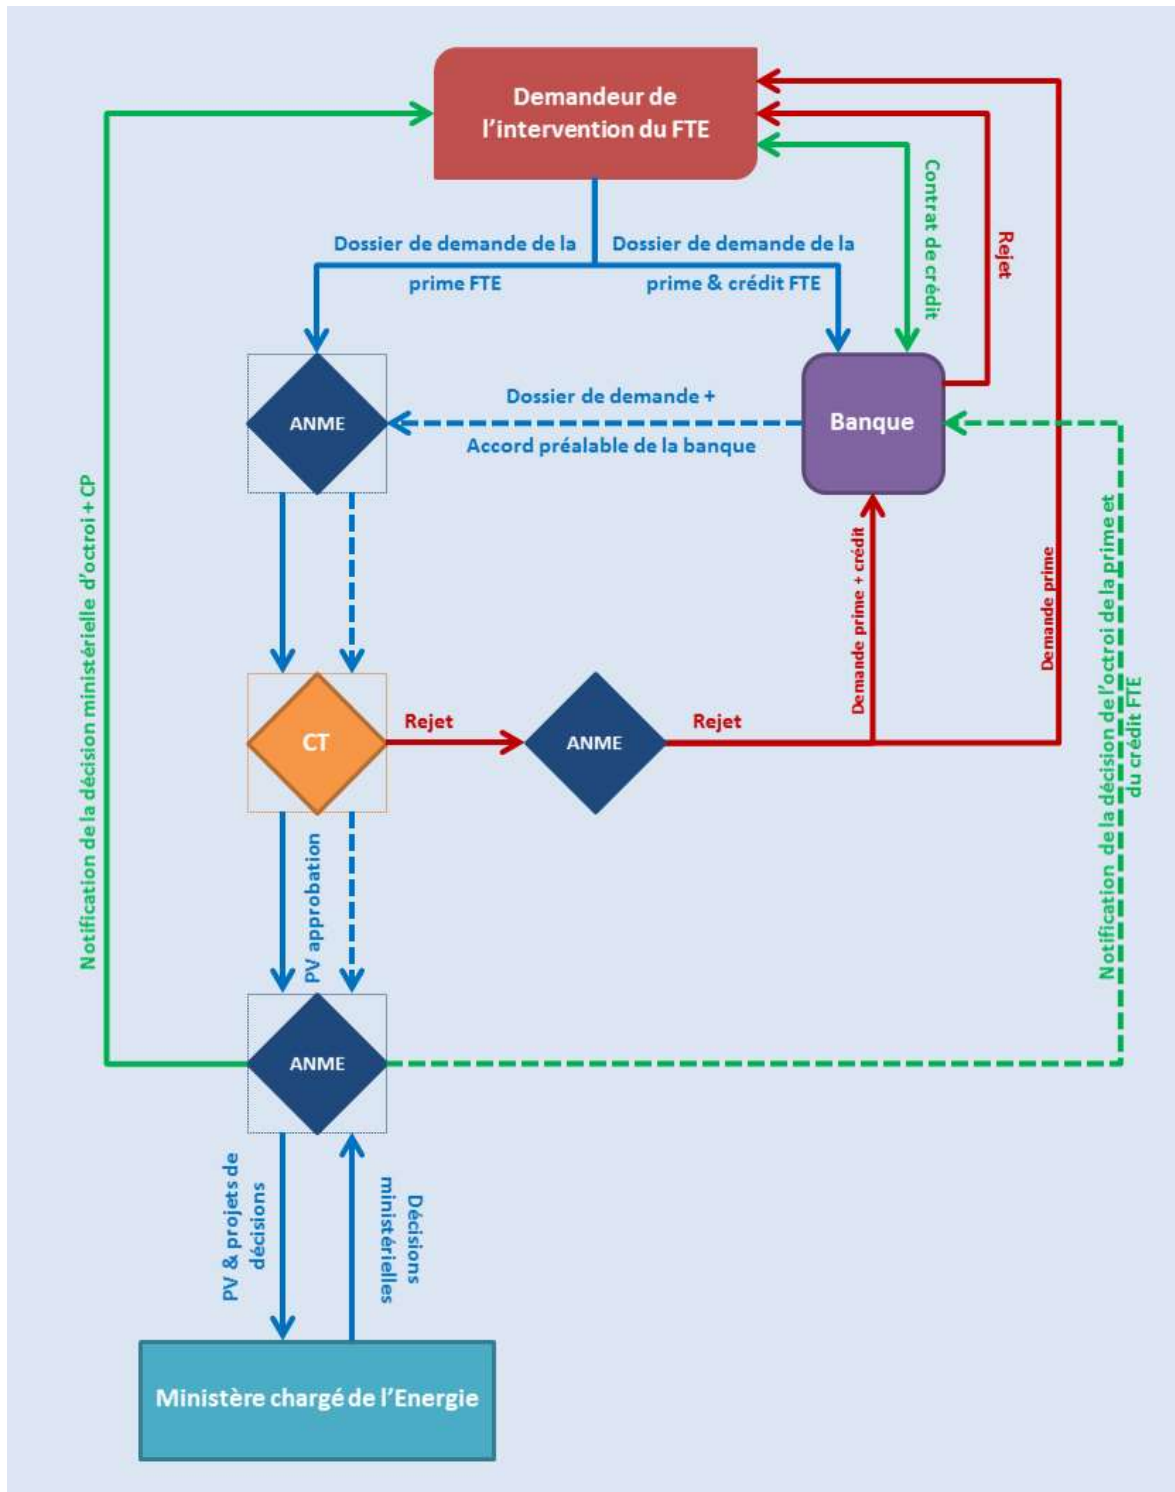 Demandeur de
l'intervention du FTE
Dossier de demande de la
prime FTE
Dossier de demande de la
prime & crédit FTE
Contrat de crédit
Rejet
ANME
Dossier de demande +
Accord préalable de la banque
Banque
Notification de la décision ministérielle d'octroi + CP
Demande prime + crédit
Demande prime
Notification de la décision de l'octroi de la prime et
du crédit FTE
CT
Rejet
ANME
Rejet
PV approbation
ANME
PV & projets de
décisions
Décisions
ministérielles
Ministère chargé de l'Energie